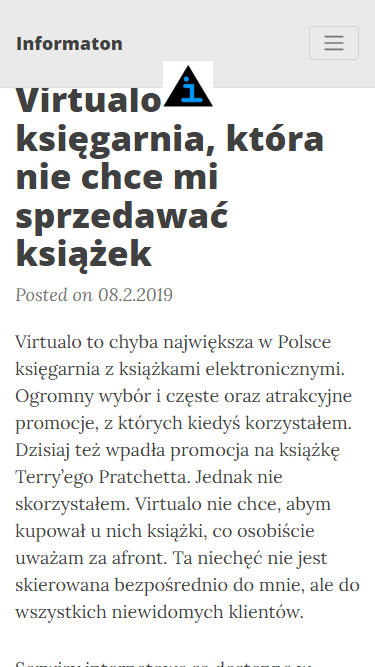 Informaton
Virtualo
księgarnia, która
nie chce mi
sprzedawać
książek
Posted on 08.2.2019
Virtualo to chyba największa w Polsce
księgarnia z książkami elektronicznymi.
Ogromny wybór i częste oraz atrakcyjne
promocje, z których kiedyś korzystałem.
Dzisiaj też wpadła promocja na książkę
Terry’ego Pratchetta. Jednak nie
skorzystałem. Virtualo nie chce, abym
kupował u nich książki, co osobiście
uważam za afront. Ta niechęć nie jest
skierowana bezpośrednio do mnie, ale do
wszystkich niewidomych klientów.